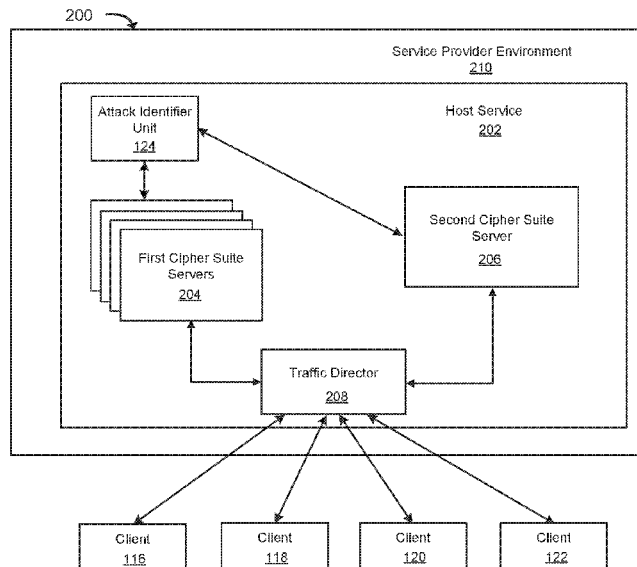 200
Service Provider Environment
210
Attack Identifier
Unit
124
Host Service
202
Second Cipher Suite
Server
206
First Cipher Suite
Servers
204
Traffic Director
208
Client
116
Client
118
Client
120
Client
122